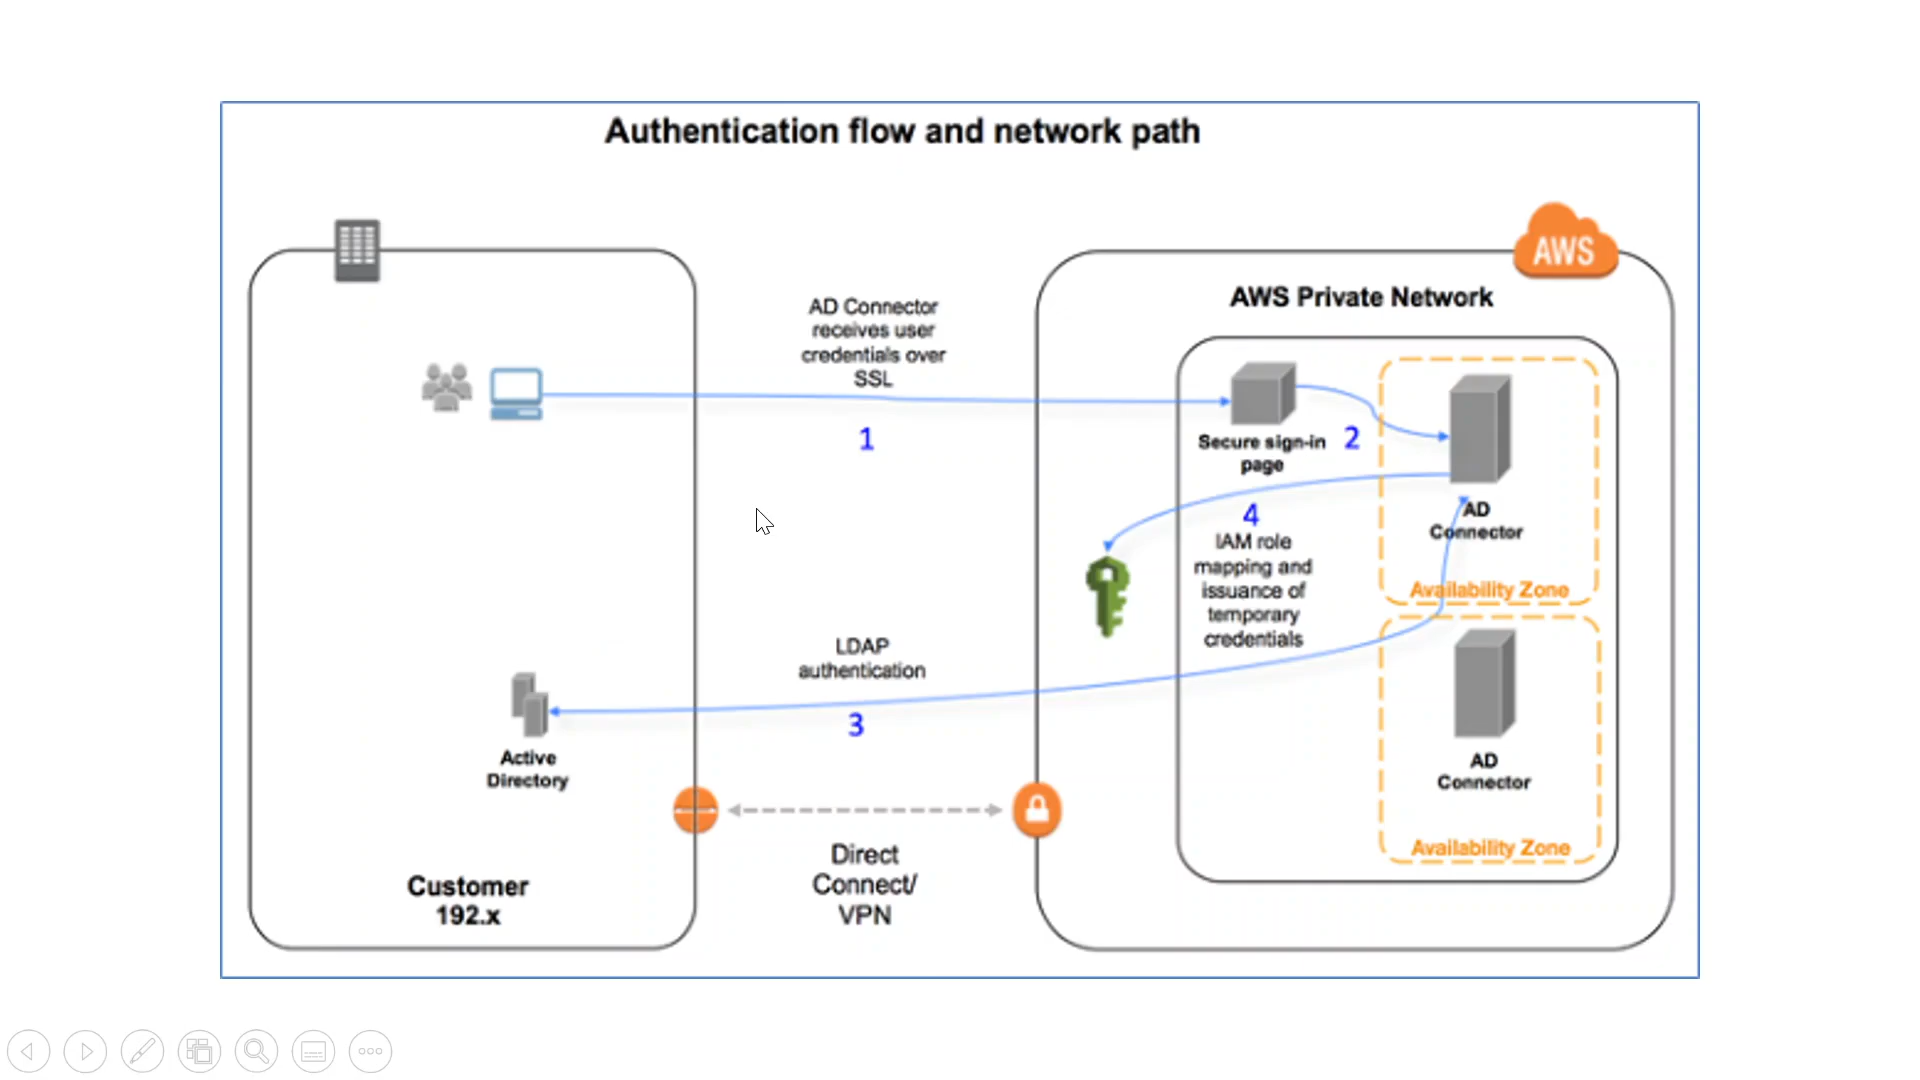 Authentication flow and network path
AWS
AWS Private Network
AD Connector
receives user
credentials over
SSL
1
Secure sign-in
page
2
AD
Connector
Availability Zone
4
IAM role
mapping and
issuance of
temporary
credentials
LDAP
authentication
3
Active
Directory
AD
Connector
Availability Zone
Direct
Connect/
VPN
Customer
192.x